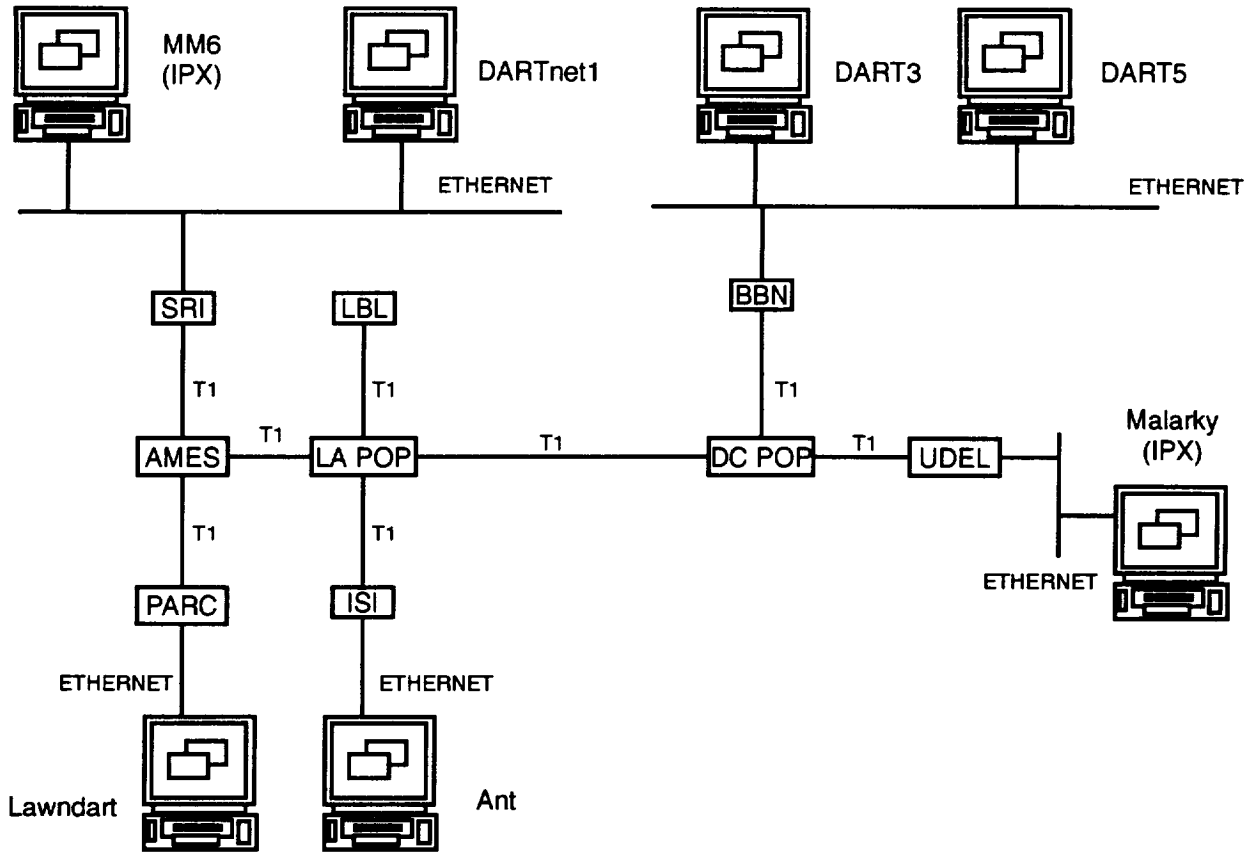 MM6
(IPX)
DARTnet1
DART3
DART5
ETHERNET
ETHERNET
SRI
LBL
BBN
T1
T1
T1
AMES
T1
LA POP
T1
DC POP
T1
UDEL
Malarky
(IPX)
T1
T1
ETHERNET
PARC
ISI
ETHERNET
ETHERNET
Lawndart
Ant